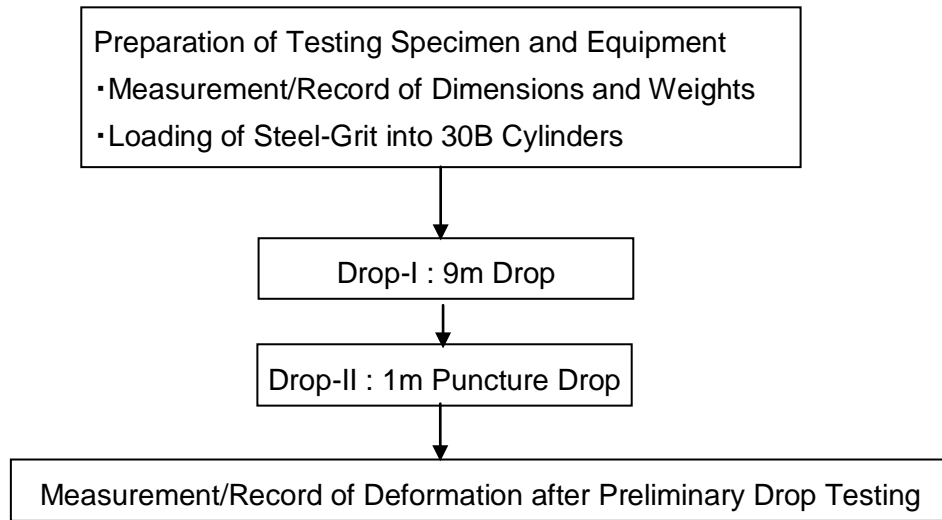 Preparation of Testing Specimen and Equipment
・Measurement/Record of Dimensions and Weights
・Loading of Steel-Grit into 30B Cylinders
Drop-I : 9m Drop
Drop-II : 1m Puncture Drop
Measurement/Record of Deformation after Preliminary Drop Testing